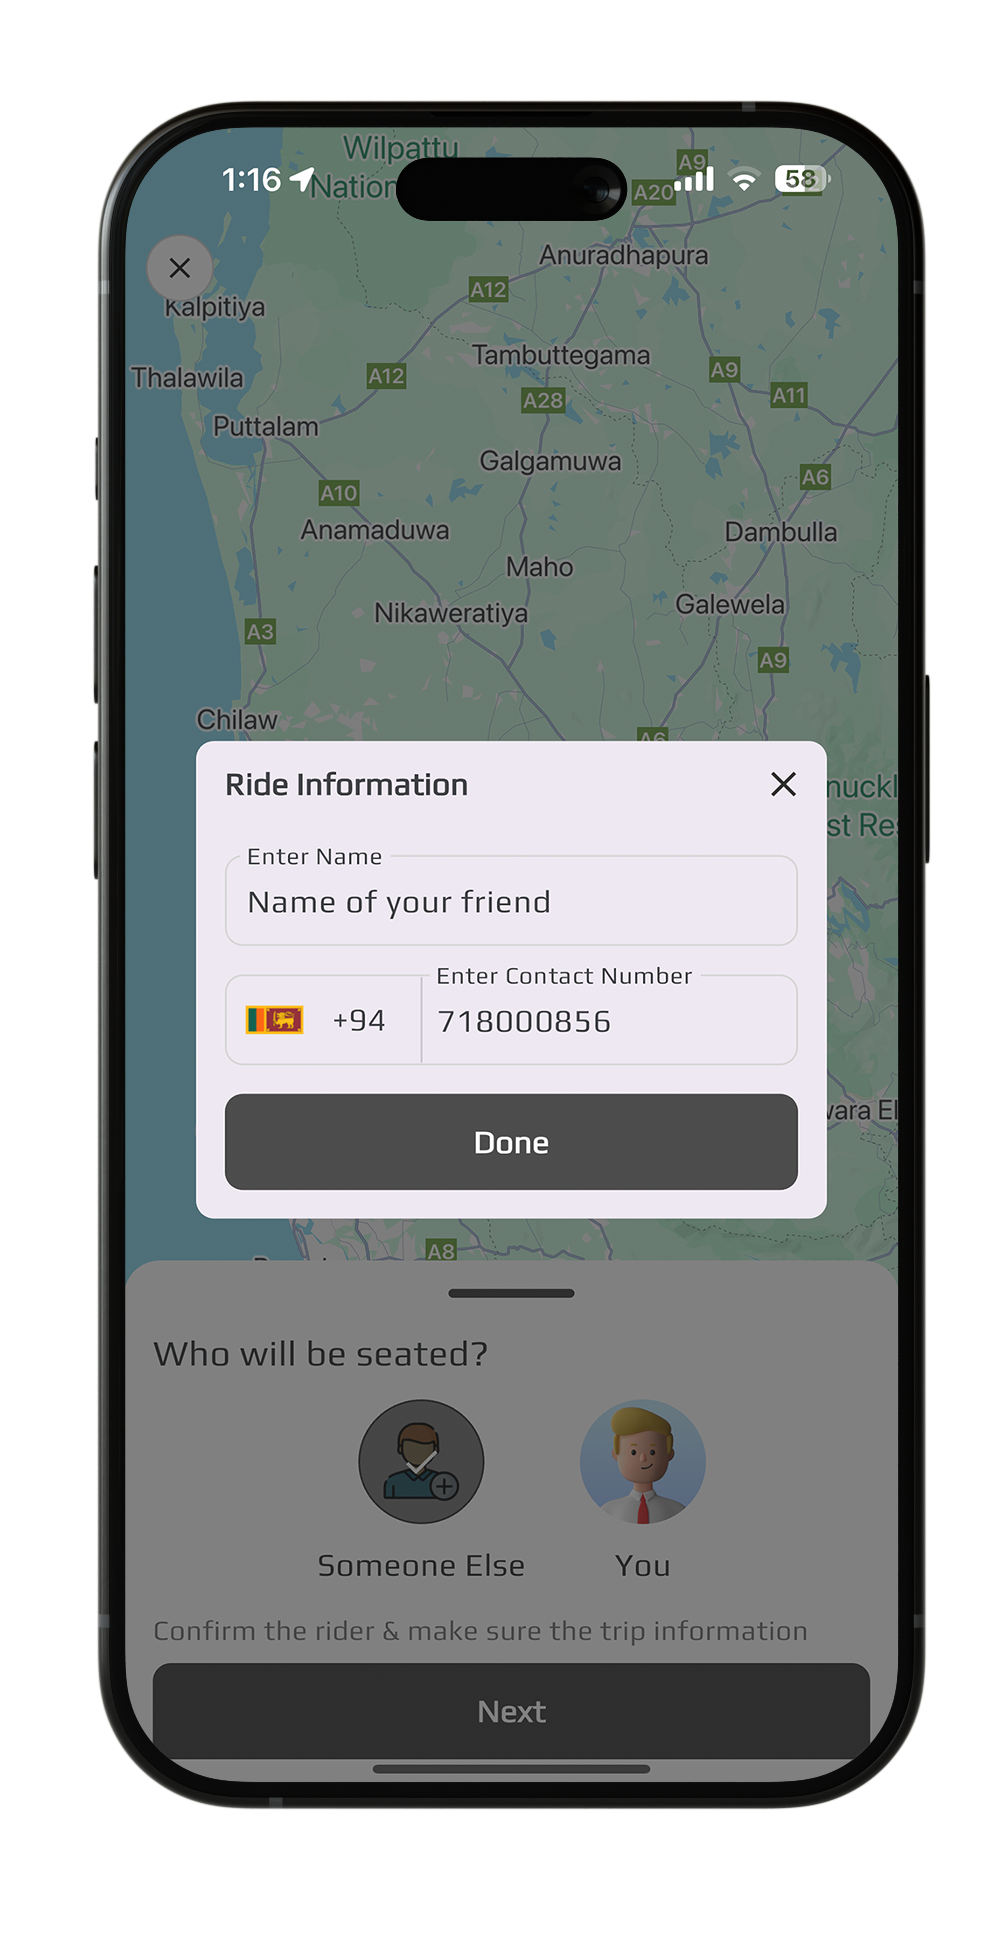 Wilpattu
1:16
Nation
A9
A20
58
Anuradhapura
A12
Kalpitiya
Tambuttegama
Thalawila
A12
A9
A28
A11
Puttalam
Galgamuwa
A6
A10
Anamaduwa
Dambulla
Maho
Nikaweratiya
Galewela
A3
A9
Chilaw
A6
Ride Information
nuckl
st Res
Enter Name
Name of your friend
Enter Contact Number
+94
718000856
wara El
Done
A8
Who will be seated?
Someone Else
You
Confirm the rider & make sure the trip information
Next